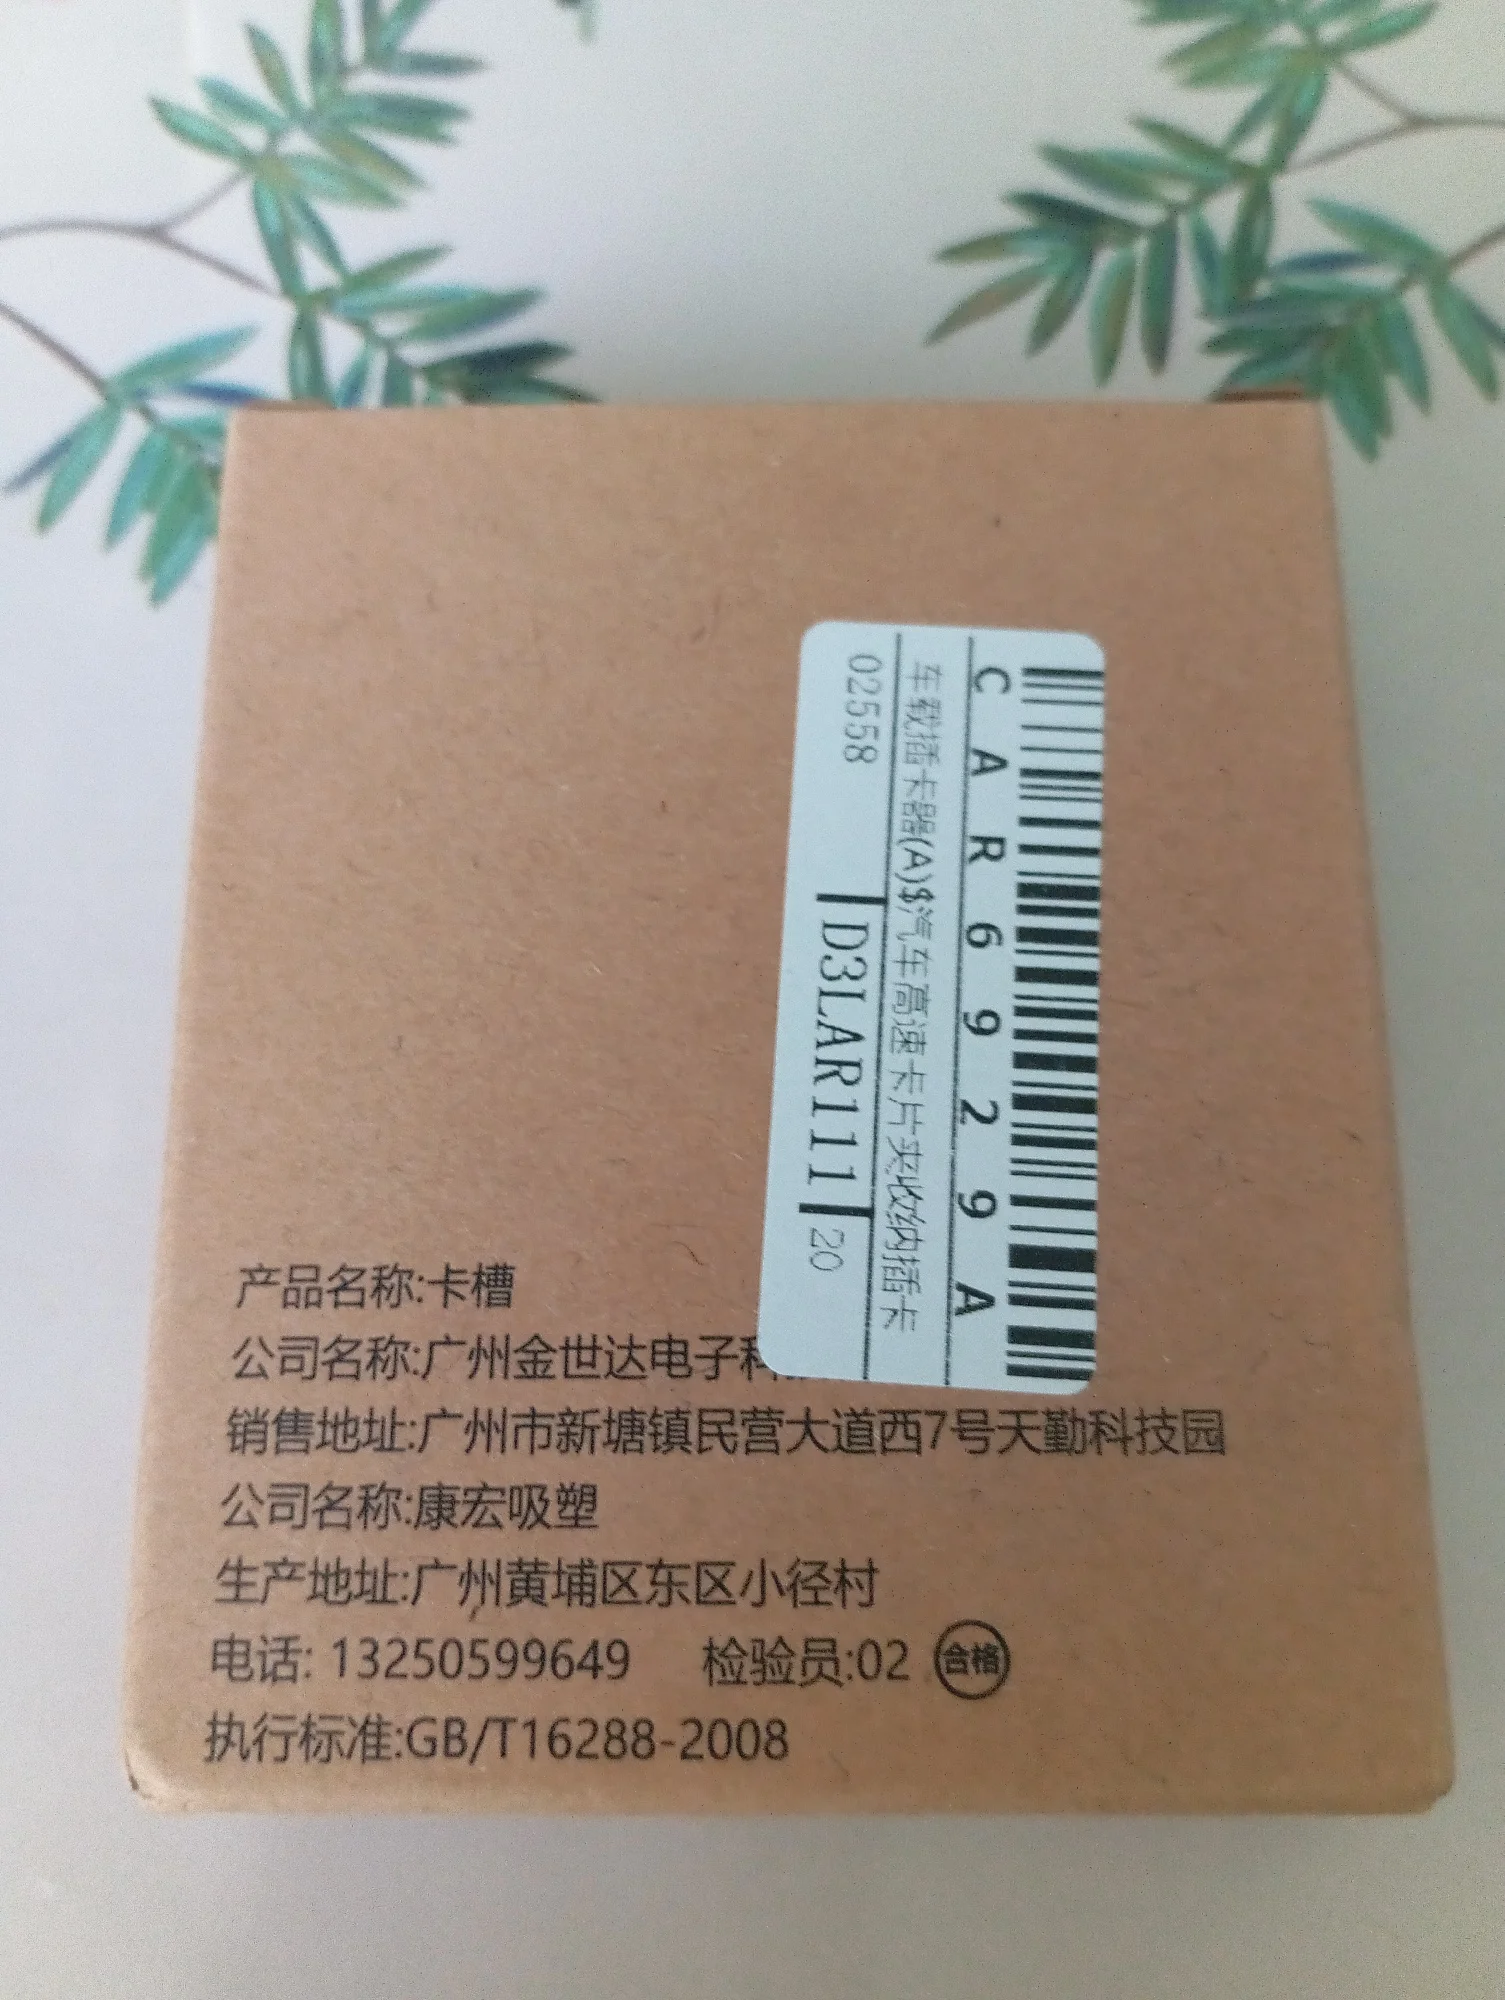 CAR6929A
车载插卡器(A)$汽车高速卡片夹收纳插卡
02558 D3LAR111 20
产品名称:卡槽
公司名称:广州金世达电子科
销售地址:广州市新塘镇民营大道西7号天勤科技园
公司名称:康宏吸塑
生产地址:广州黄埔区东区小径村
电话: 13250599649 检验员:02 合格
执行标准:GB/T16288-2008